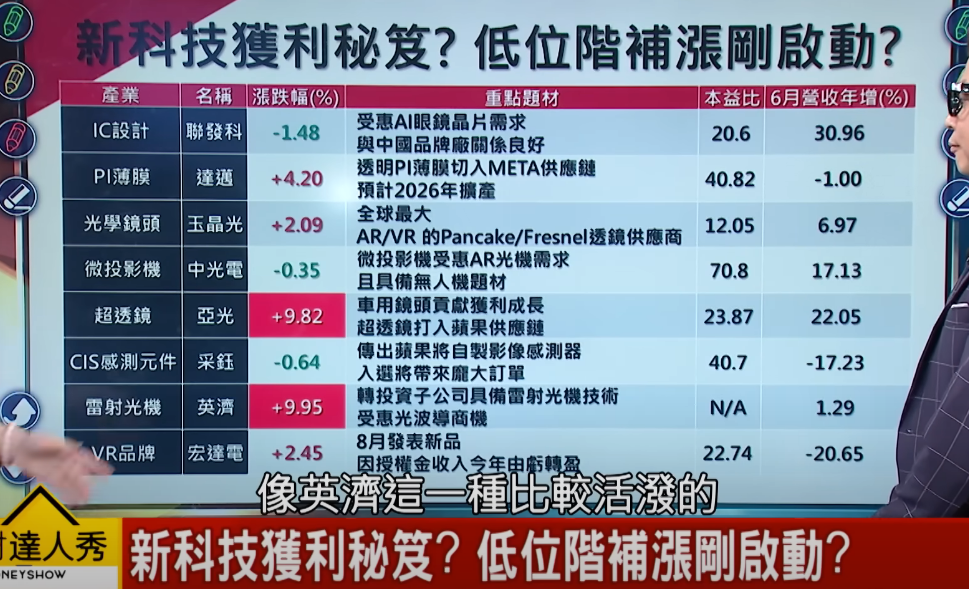 新科技獲利秘笈? 低位階補漲剛啟動?
產業 名稱 漲跌幅(%) 重點題材 本益比 6月營收年增(%)
IC設計 聯發科 -1.48 受惠AI眼鏡晶片需求 20.6 30.96
與中國品牌廠關係良好
PI薄膜 達邁 +4.20 透明PI薄膜切入META供應鏈 40.82 -1.00
預計2026年擴產
光學鏡頭 玉晶光 +2.09 全球最大 12.05 6.97
AR/VR 的Pancake/Fresnel透鏡供應商
微投影機 中光電 -0.35 微投影機受惠AR光機需求 70.8 17.13
且具備無人機題材
超透鏡 亞光 +9.82 車用鏡頭貢獻獲利成長 23.87 22.05
超透鏡打入蘋果供應鏈
CIS感測元件 采鈺 -0.64 傳出蘋果將自製影像感測器 40.7 -17.23
入選將帶來龐大訂單
雷射光機 英濟 +9.95 轉投資子公司具備雷射光機技術 N/A 1.29
受惠光波導商機
VR品牌 宏達電 +2.45 8月發表新品 22.74 -20.65
因授權金收入今年由虧轉盈
像英濟這一種比較活潑的
達人秀
NEYSHOW
新科技獲利秘笈? 低位階補漲剛啟動?